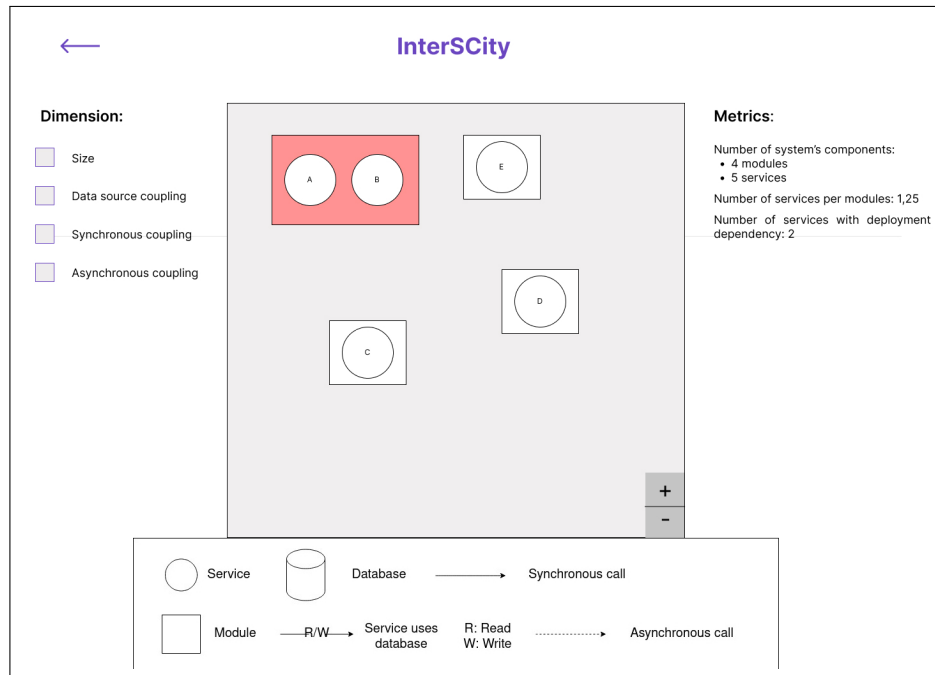 InterSCity
Dimension:
Size
Data source coupling
Synchronous coupling
Asynchronous coupling
A
B
E
D
C
+
-
Metrics:
Number of system's components:
• 4 modules
• 5 services
Number of services per modules: 1,25
Number of services with deployment
dependency: 2
Service
Database
Synchronous call
Module
R/W
Service uses
database
R: Read
W: Write
Asynchronous call